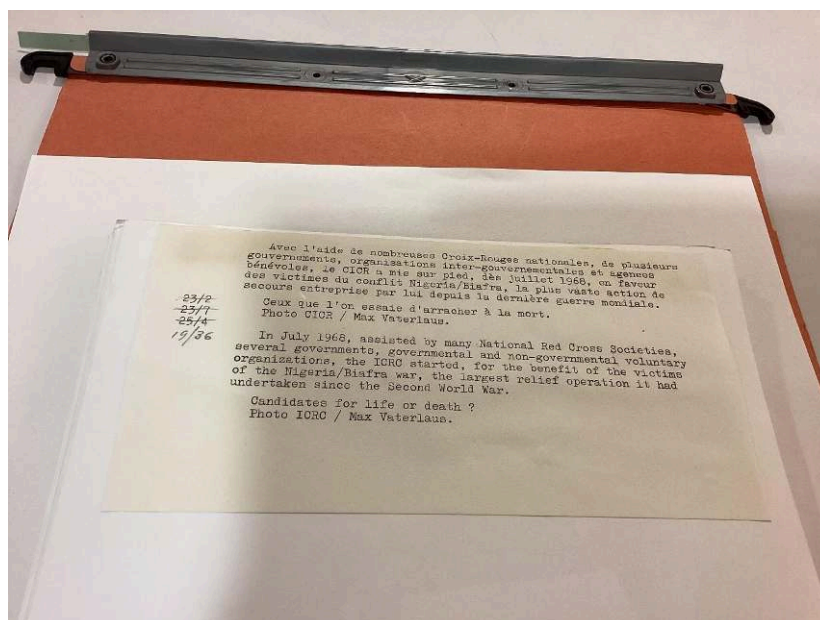 Avec l'aide de nombreuses Croix-Rouges nationales, de plusieurs
gouvernements, organisations inter-gouvernementales et agences
bénévoles, le CICR a mis sur pied, dès juillet 1968, en faveur
des victimes du conflit Nigeria/Biafra, la plus vaste action de
secours entreprise par lui depuis la dernière guerre mondiale.
Ceux que l'on essaie d'arracher à la mort.
Photo CICR / Max Vaterlaus.
23/2
23/7
25/4
19/36
In July 1968, assisted by many National Red Cross Societies,
several governments, governmental and non-governmental voluntary
organizations, the ICRC started, for the benefit of the victims
of the Nigeria/Biafra war, the largest relief operation it had
undertaken since the Second World War.
Candidates for life or death ?
Photo ICRC / Max Vaterlaus.